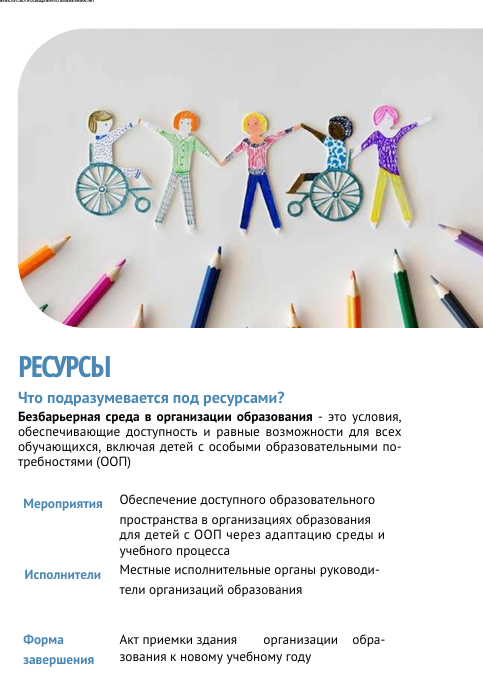 РЕСУРСЫ
Что подразумевается под ресурсами?
Безбарьерная среда в организации образования - это условия,
обеспечивающие доступность и равные возможности для всех
обучающихся, включая детей с особыми образовательными по-
требностями (ООП)
Мероприятия
Обеспечение доступного образовательного
пространства в организациях образования
для детей с ООП через адаптацию среды и
учебного процесса
Исполнители
Местные исполнительные органы руководи-
тели организаций образования
Форма
завершения
Акт приемки здания организации обра-
зования к новому учебному году